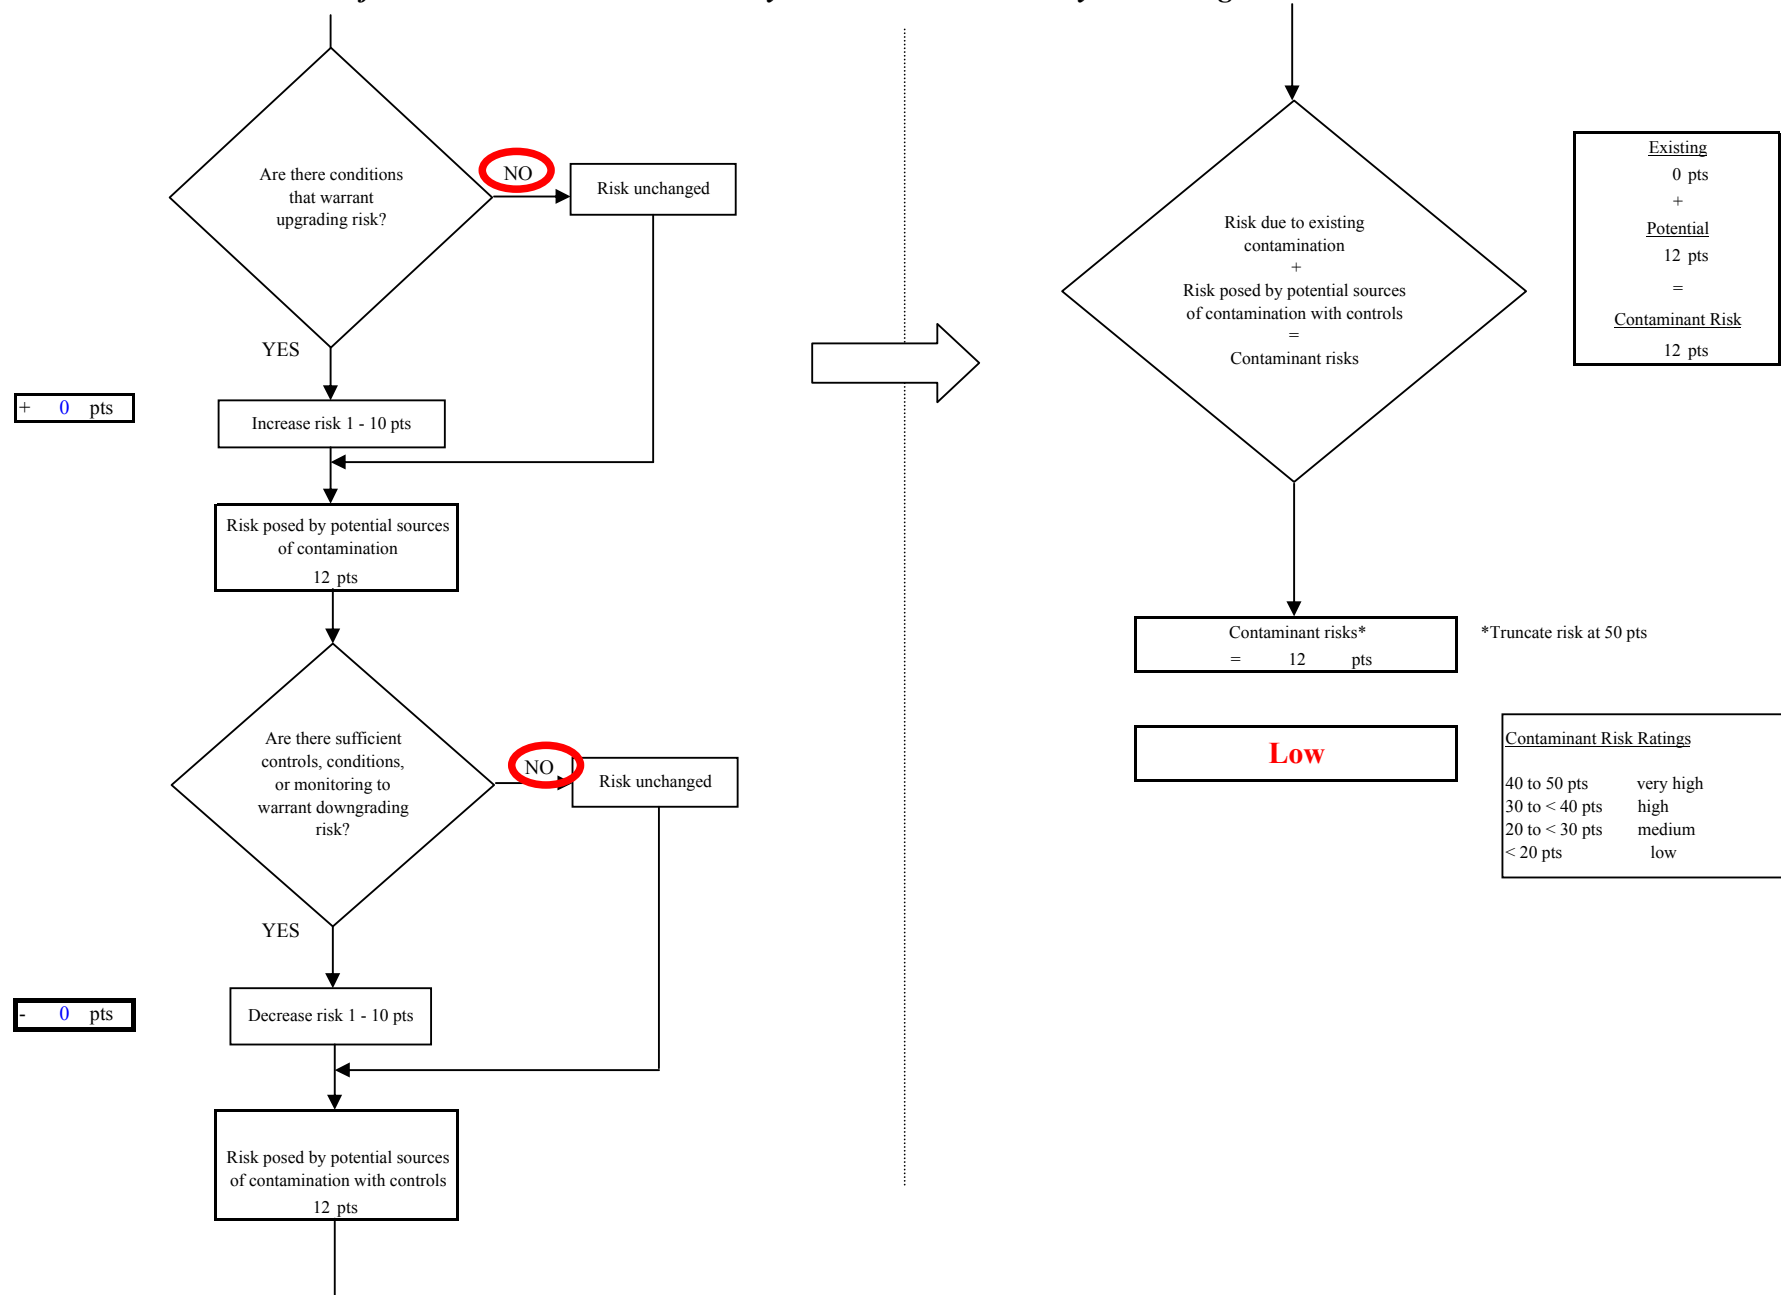 Are there conditions
that warrant
upgrading risk?
NO
Risk unchanged
YES
+ 0 pts
Increase risk 1 - 10 pts
Risk posed by potential sources
of contamination
12 pts
Are there sufficient
controls, conditions,
or monitoring to
warrant downgrading
risk?
NO
Risk unchanged
YES
- 0 pts
Decrease risk 1 - 10 pts
Risk posed by potential sources
of contamination with controls
12 pts
Risk due to existing
contamination
+
Risk posed by potential sources
of contamination with controls
=
Contaminant risks
Existing
0 pts
+
Potential
12 pts
=
Contaminant Risk
12 pts
Contaminant risks*
= 12 pts
*Truncate risk at 50 pts
Low
Contaminant Risk Ratings
40 to 50 pts very high
30 to < 40 pts high
20 to < 30 pts medium
< 20 pts low